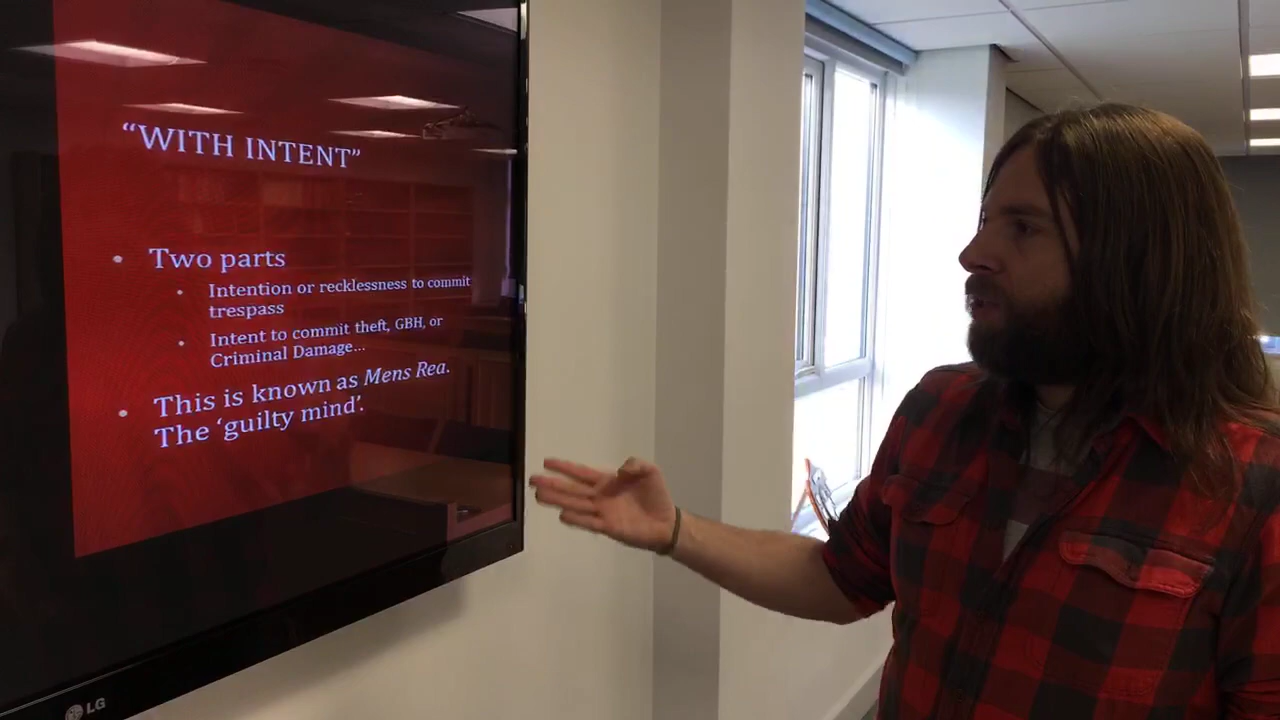 “WITH INTENT”
• Two parts
• Intention or recklessness to commit
trespass
• Intent to commit theft, GBH, or
Criminal Damage…
• This is known as Mens Rea.
The ‘guilty mind’.
LG